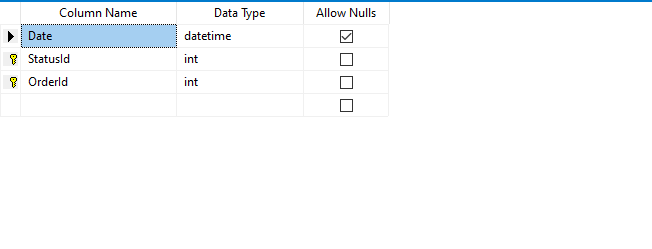 Column Name Data Type Allow Nulls
Date datetime
StatusId int
OrderId int